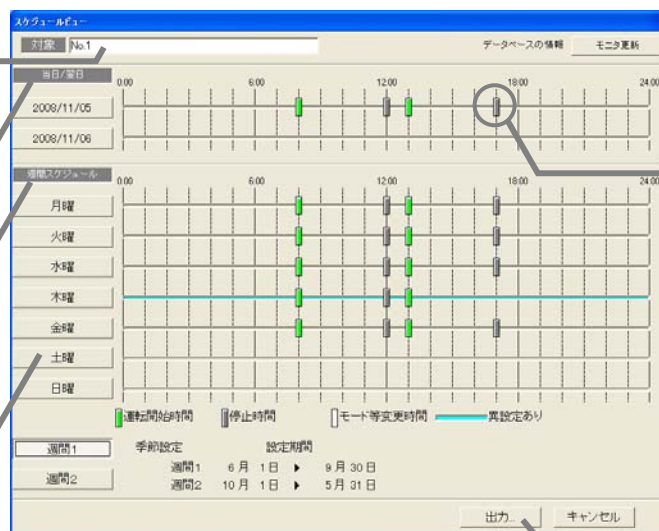 スケジュールビュー
対象 No.1 データベースの情報 モニタ更新
当日/翌日 0:00 6:00 12:00 18:00 24:00
2008/11/05
2008/11/06
週間スケジュール 0:00 6:00 12:00 18:00 24:00
月曜
火曜
水曜
木曜
金曜
土曜
日曜
運転開始時間 停止時間 モード等変更時間 異設定あり
週間1 季節設定 設定期間
週間1 6月 1日 ▶ 9月 30日
週間2 週間2 10月 1日 ▶ 5月 31日
出力... キャンセル